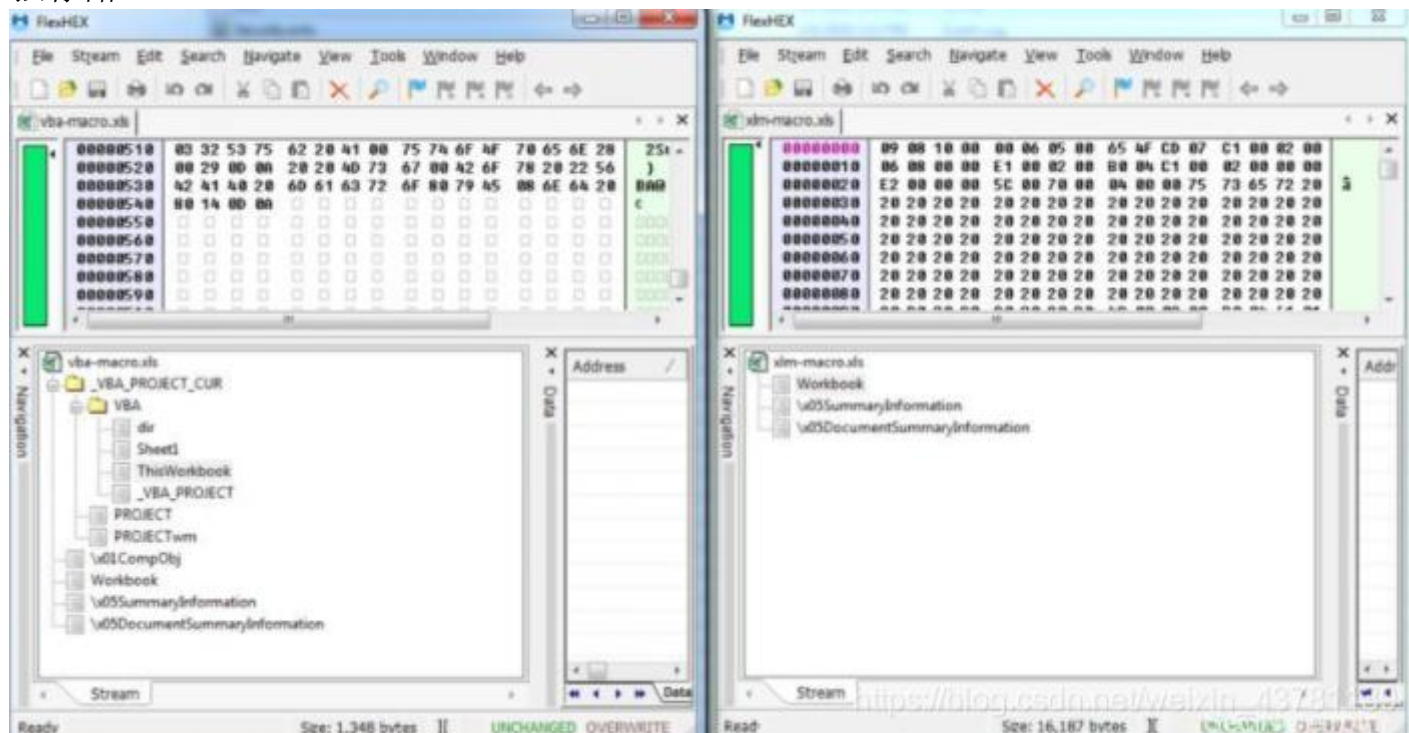 FlexHEX
File Stream Edit Search Navigate View Tools Window Help
vba-macro.xls
00000510 03 32 53 75 62 20 41 00 75 74 6F AF 70 65 6E 28 2S
00000520 00 29 0D 0A 20 20 4D 73 67 00 42 6F 78 20 22 56 )
00000530 42 41 40 20 6D 61 63 72 6F 80 79 45 08 6E 64 20 BA@
00000540 80 14 0D 0A
00000550
00000560
00000570
00000580
00000590
Navigation
vba-macro.xls
_VBA_PROJECT_CUR
VBA
dir
Sheet1
ThisWorkbook
_VBA_PROJECT
PROJECT
PROJECTwm
\x01CompObj
Workbook
\x05SummaryInformation
\x05DocumentSummaryInformation
Data
Address /
Stream
Data
Ready Size: 1,348 bytes UNCHANGED OVERWRITE
FlexHEX
File Stream Edit Search Navigate View Tools Window Help
xlm-macro.xls
00000000 09 08 10 00 00 06 05 00 65 4F CD 07 C1 00 02 00
00000010 06 08 00 00 E1 00 02 00 B0 04 C1 00 02 00 00 00
00000020 E2 00 00 00 5C 00 70 00 04 00 00 75 73 65 72 20 â
00000030 20 20 20 20 20 20 20 20 20 20 20 20 20 20 20 20
00000040 20 20 20 20 20 20 20 20 20 20 20 20 20 20 20 20
00000050 20 20 20 20 20 20 20 20 20 20 20 20 20 20 20 20
00000060 20 20 20 20 20 20 20 20 20 20 20 20 20 20 20 20
00000070 20 20 20 20 20 20 20 20 20 20 20 20 20 20 20 20
00000080 20 20 20 20 20 20 20 20 20 20 20 20 20 20 20 20
Navigation
xlm-macro.xls
Workbook
\x05SummaryInformation
\x05DocumentSummaryInformation
Data
Addr
Stream
Size: 16,187 bytes